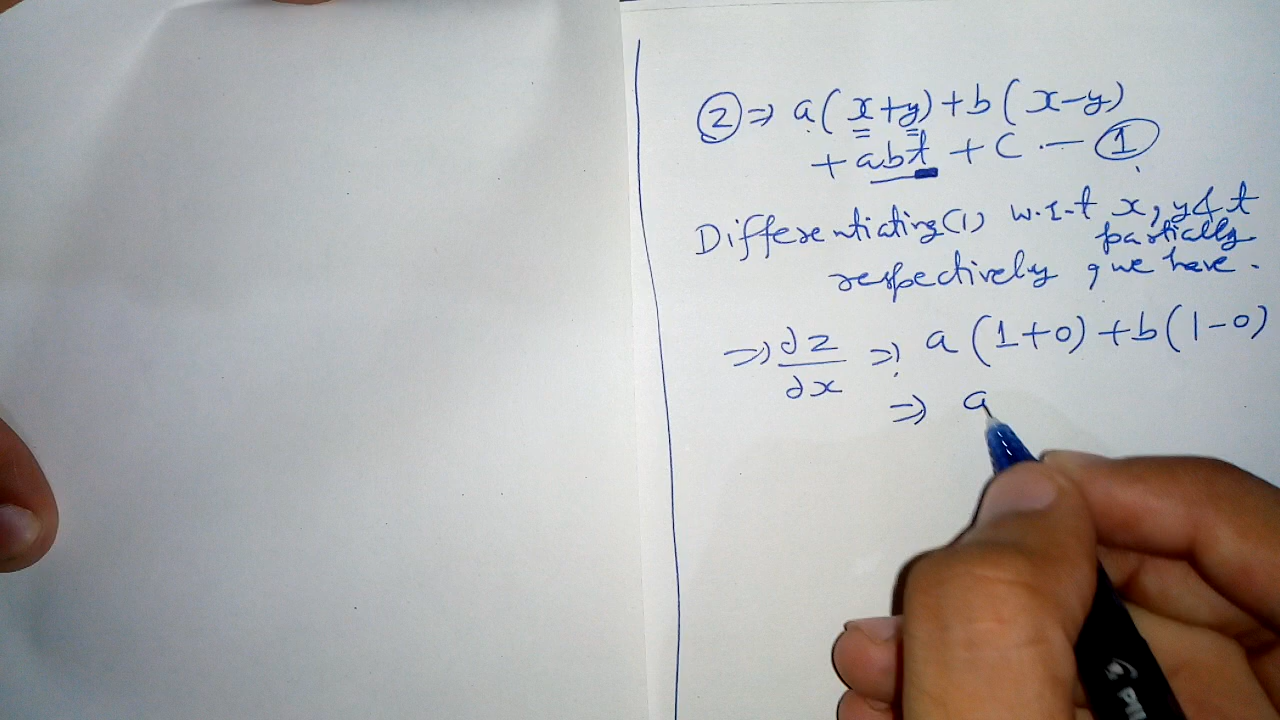 ② ⇒ a(x+y)+b(x-y)
+abt + C .— ①
Differentiating(1) w.r.t x, y & t
partially
respectively, we have.
⇒ ∂z/∂x ⇒ a(1+0)+b(1-0)
⇒ a